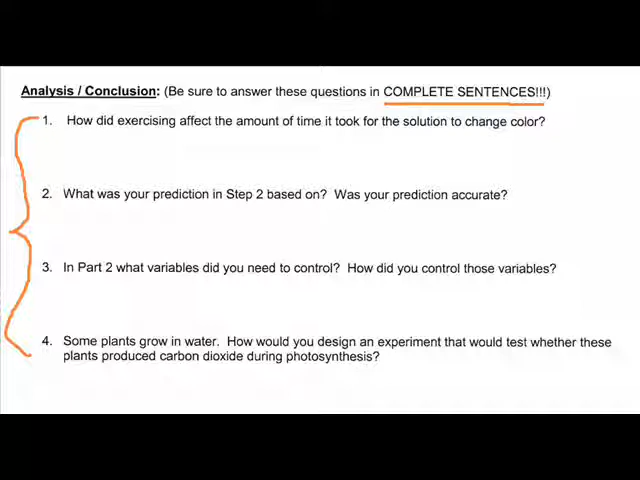 Analysis / Conclusion: (Be sure to answer these questions in COMPLETE SENTENCES!!!)
1. How did exercising affect the amount of time it took for the solution to change color?
2. What was your prediction in Step 2 based on? Was your prediction accurate?
3. In Part 2 what variables did you need to control? How did you control those variables?
4. Some plants grow in water. How would you design an experiment that would test whether these
plants produced carbon dioxide during photosynthesis?